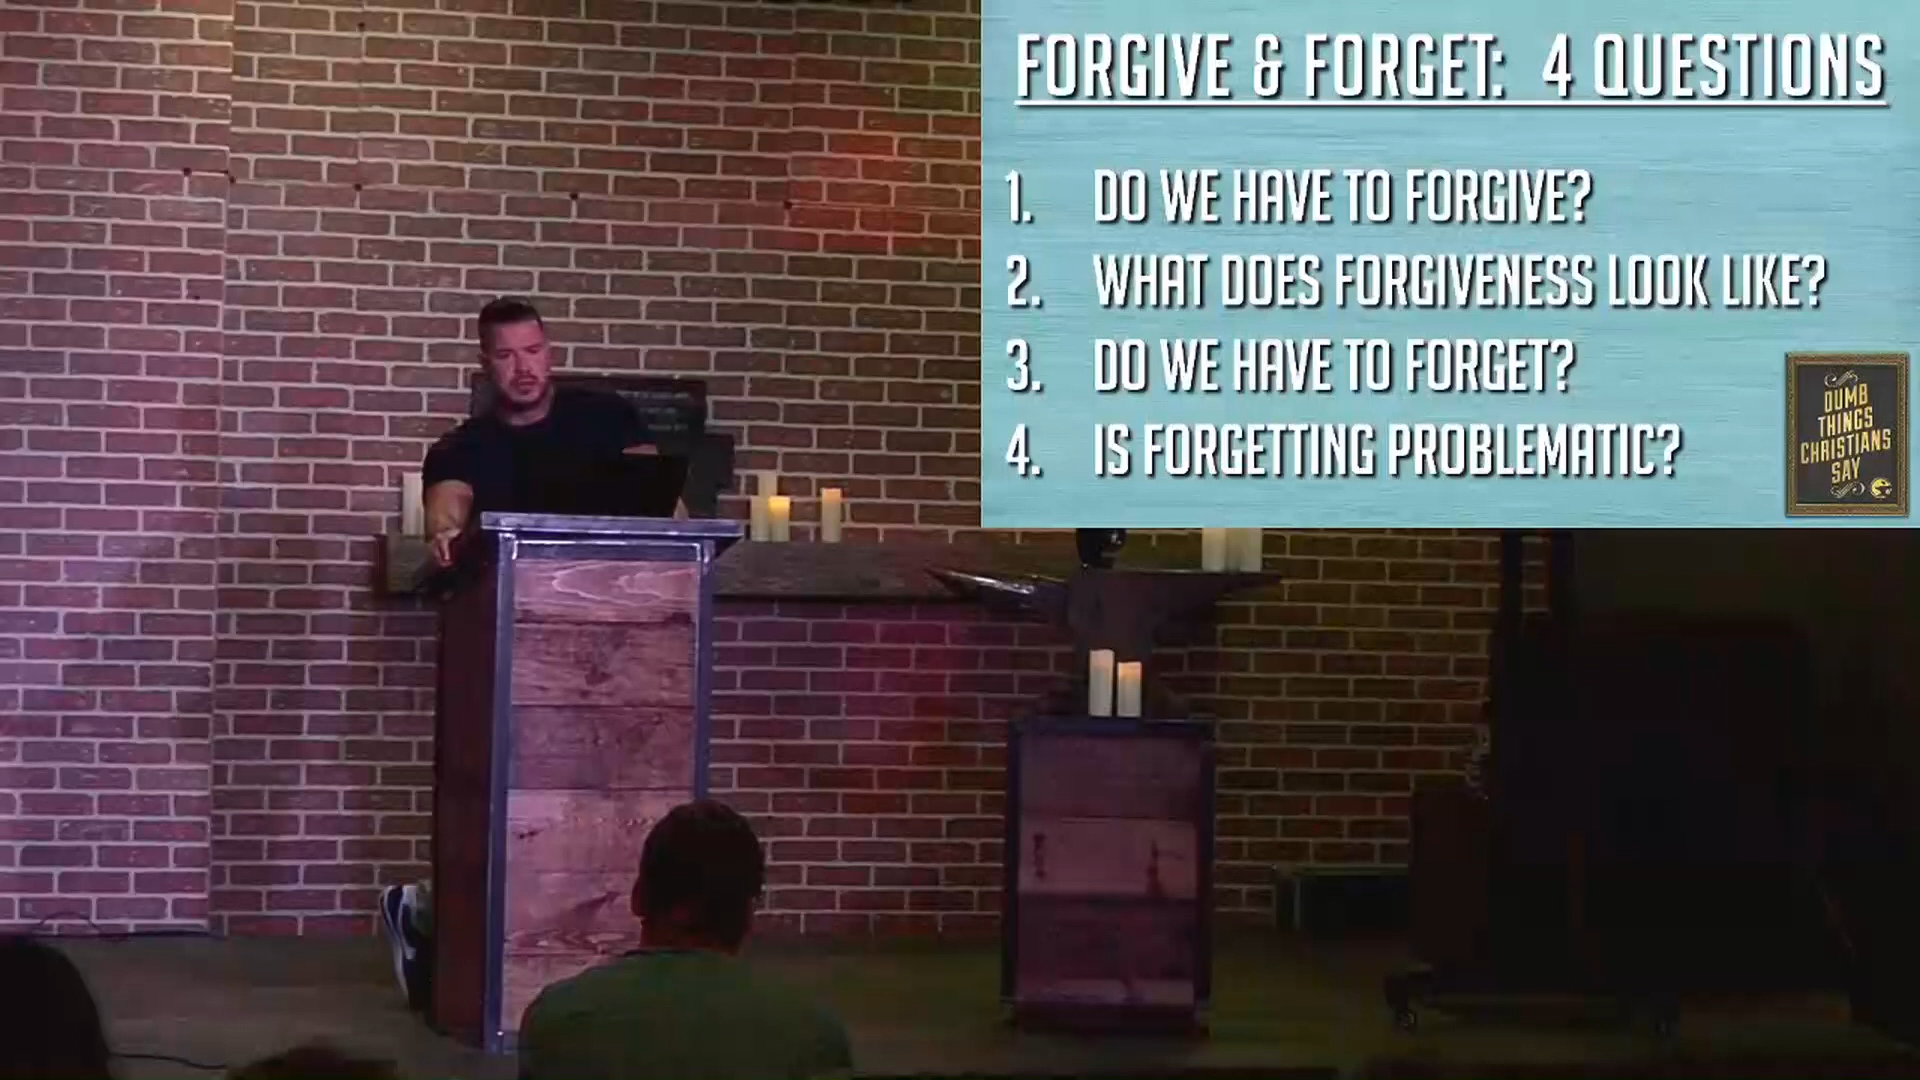 FORGIVE & FORGET: 4 QUESTIONS
1. DO WE HAVE TO FORGIVE?
2. WHAT DOES FORGIVENESS LOOK LIKE?
3. DO WE HAVE TO FORGET?
4. IS FORGETTING PROBLEMATIC?
DUMB
THINGS
CHRISTIANS
SAY